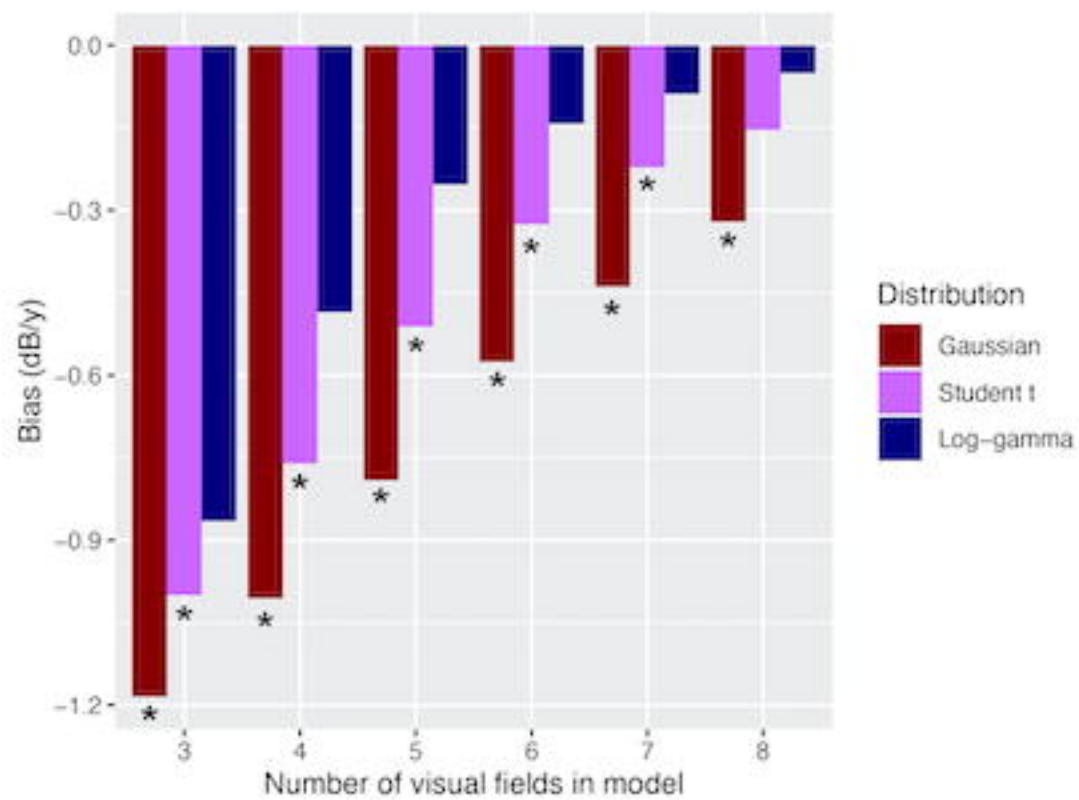 0.0
−0.3
−0.6
−0.9
−1.2
Bias (dB/y)
*
*
*
*
*
*
*
*
*
*
*
3 4 5 6 7 8
Number of visual fields in model
Distribution
Gaussian
Student t
Log−gamma